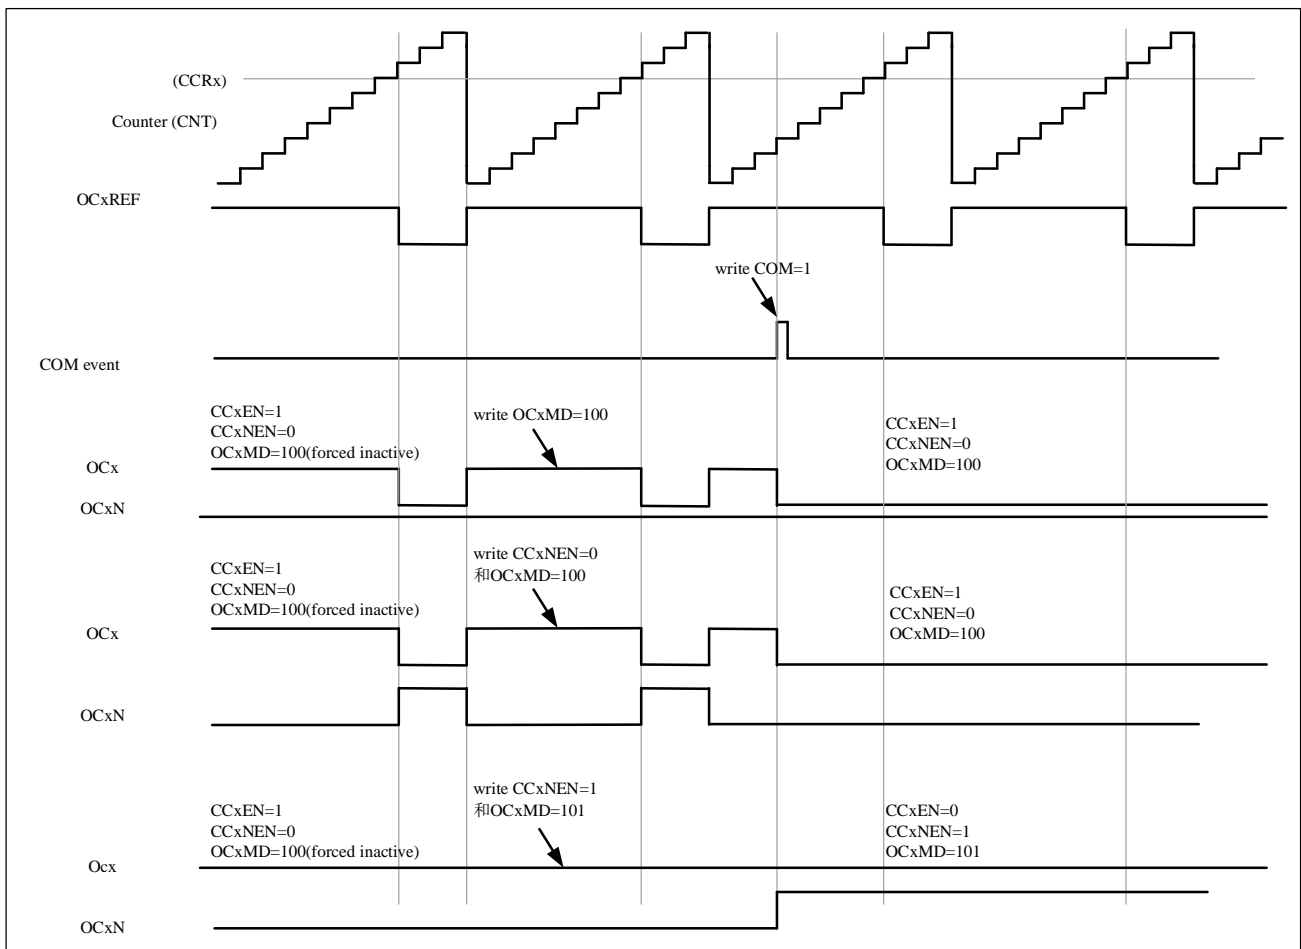 (CCRx)
Counter (CNT)
OCxREF
write COM=1
COM event
CCxEN=1
CCxNEN=0
OCxMD=100(forced inactive)
write OCxMD=100
CCxEN=1
CCxNEN=0
OCxMD=100
OCx
OCxN
CCxEN=1
CCxNEN=0
OCxMD=100(forced inactive)
write CCxNEN=0
和OCxMD=100
CCxEN=1
CCxNEN=0
OCxMD=100
OCx
OCxN
CCxEN=1
CCxNEN=0
OCxMD=100(forced inactive)
write CCxNEN=1
和OCxMD=101
CCxEN=0
CCxNEN=1
OCxMD=101
Ocx
OCxN